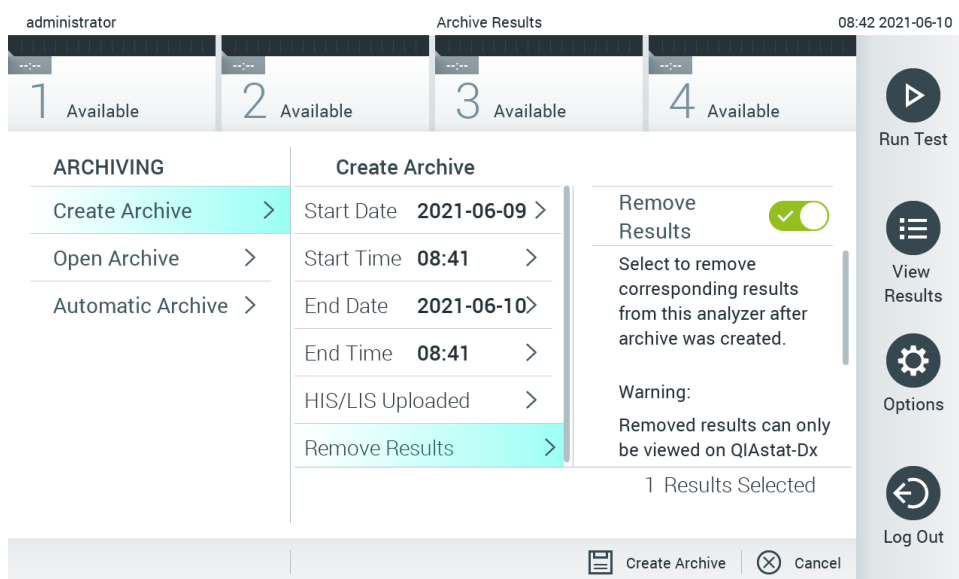 administrator Archive Results 08:42 2021-06-10
--:-- --:-- --:-- --:--
1 Available 2 Available 3 Available 4 Available
Run Test
ARCHIVING
Create Archive
Open Archive
Automatic Archive
Create Archive
Start Date 2021-06-09
Start Time 08:41
End Date 2021-06-10
End Time 08:41
HIS/LIS Uploaded
Remove Results
Remove
Results
Select to remove
corresponding results
from this analyzer after
archive was created.
Warning:
Removed results can only
be viewed on QIAstat-Dx
1 Results Selected
View
Results
Options
Log Out
Create Archive Cancel